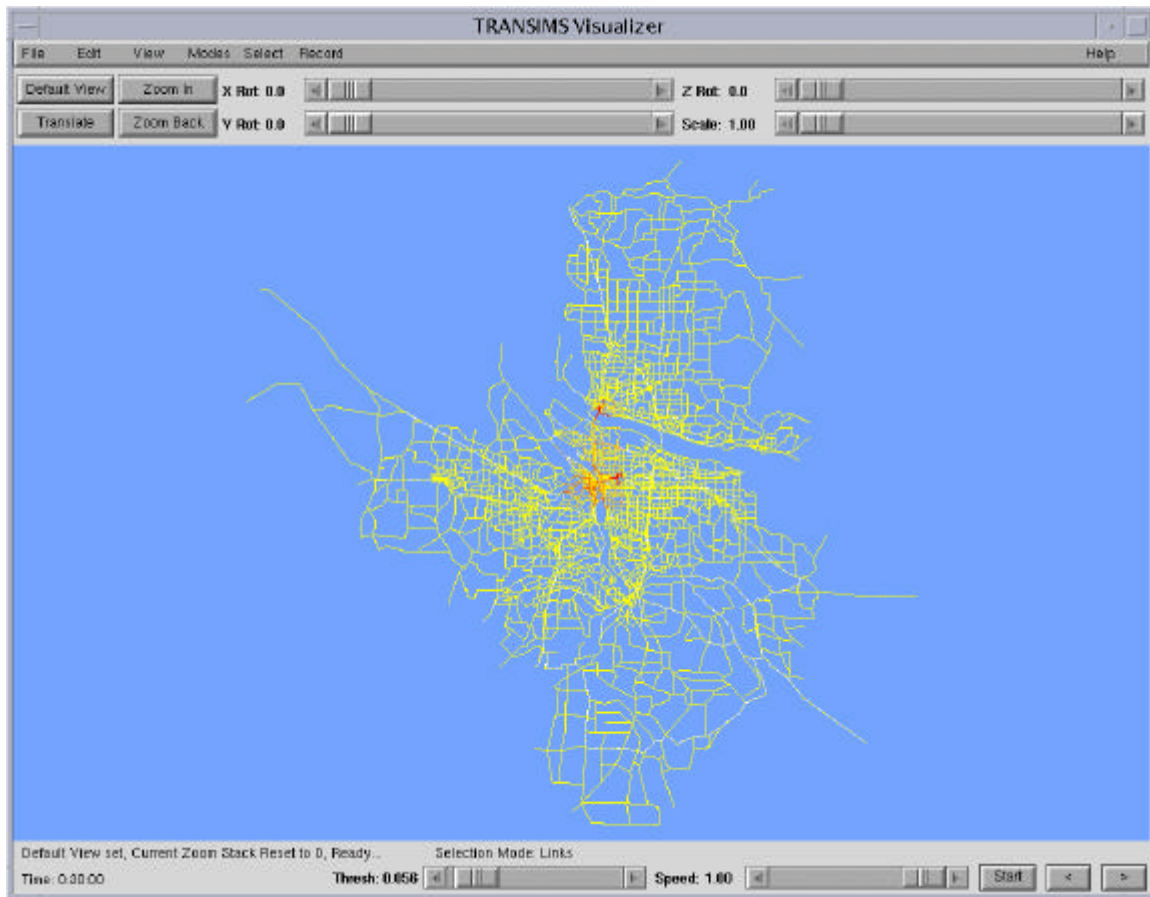 TRANSIMS Visualizer
File Edit View Modes Select Record Help
Default View Zoom In X Rot: 0.0 Z Rot: 0.0
Translate Zoom Back Y Rot: 0.0 Scale: 1.00
Default View set, Current Zoom Stack Reset to 0, Ready... Selection Mode: Links
Time: 0:30:00 Thresh: 0.056 Speed: 1.00 Start < >